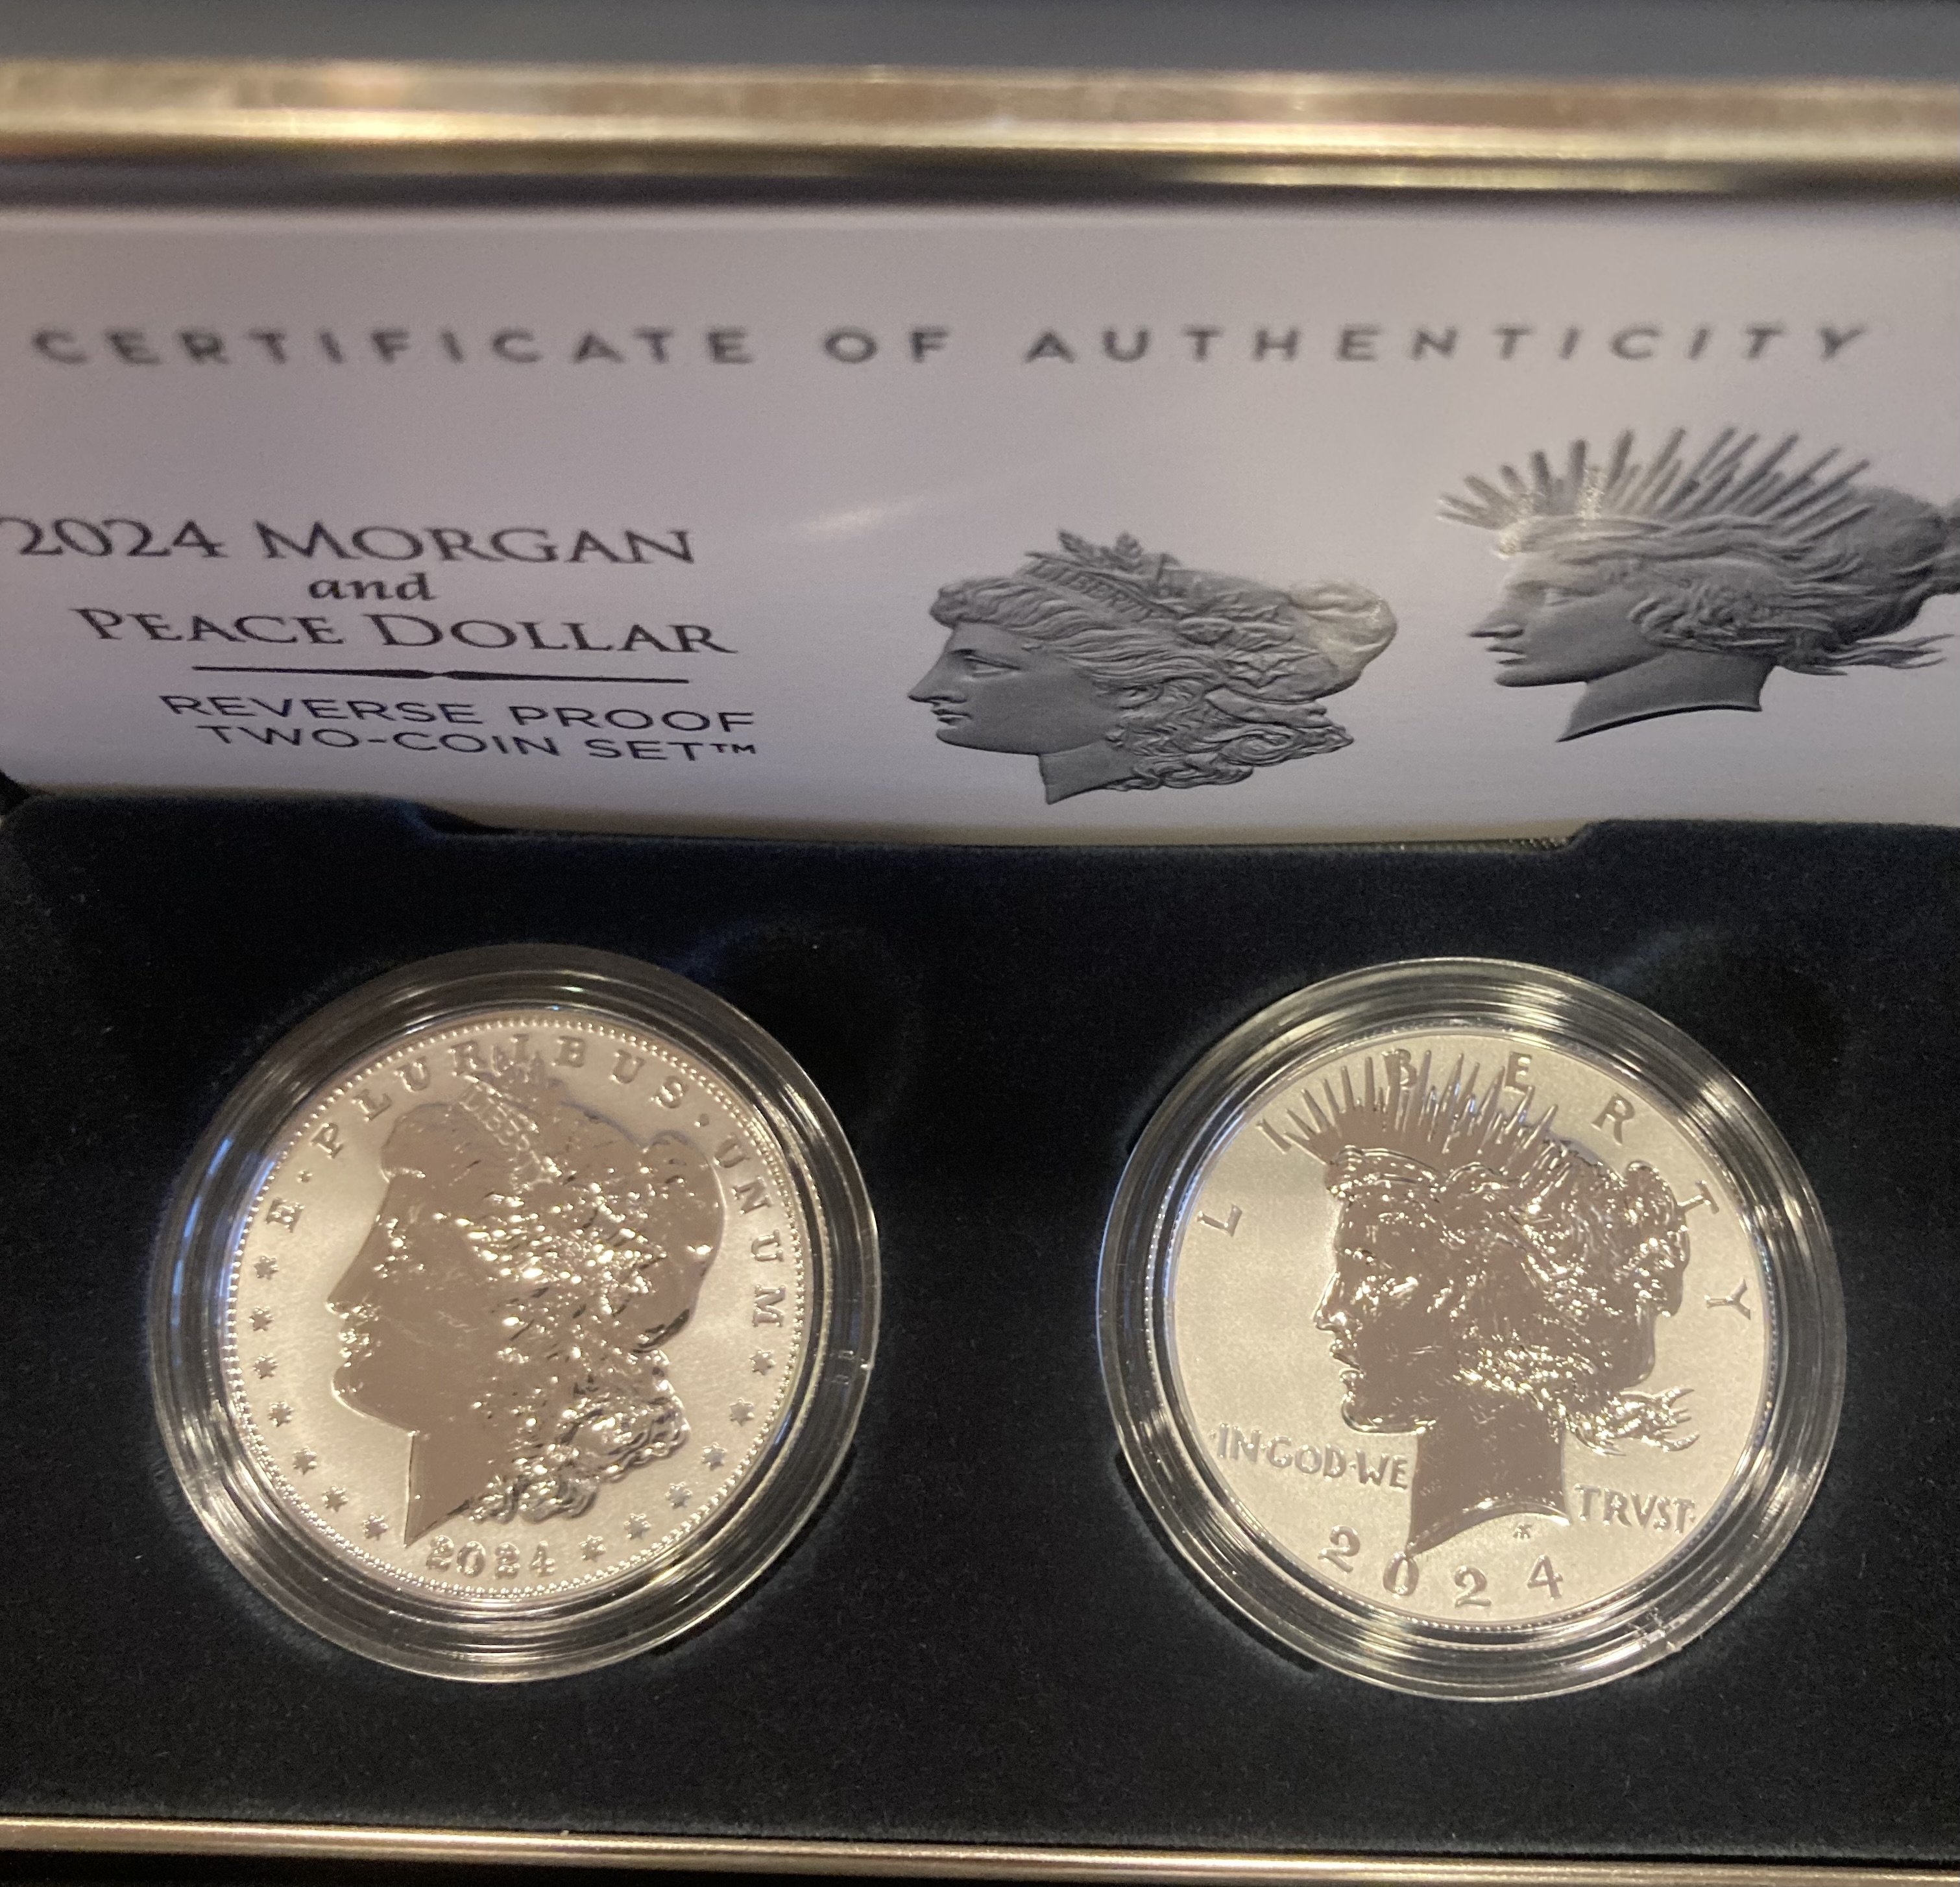 CERTIFICATE OF AUTHENTICITY
2024 MORGAN
and
PEACE DOLLAR
REVERSE PROOF
TWO-COIN SET™
E·PLURIBUS·UNUM
2024
LIBERTY
IN·GOD·WE TRVST·
2024